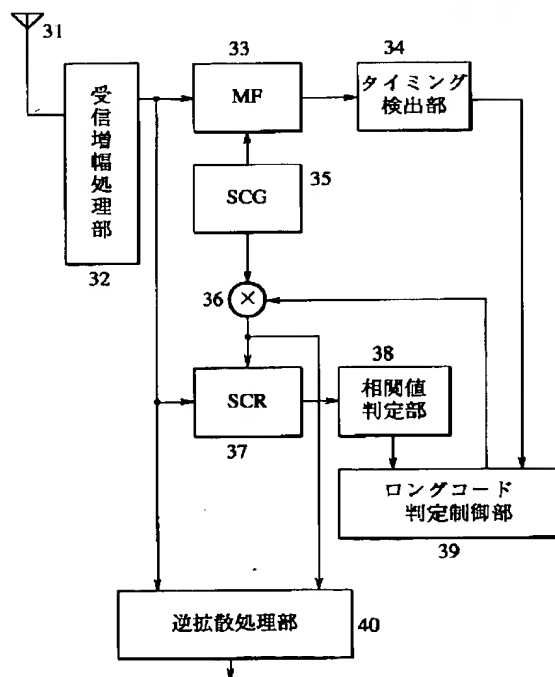 31
受信増幅処理部
32
33
MF
34
タイミング
検出部
SCG
35
36
×
SCR
37
38
相関値
判定部
ロングコード
判定制御部
39
逆拡散処理部
40